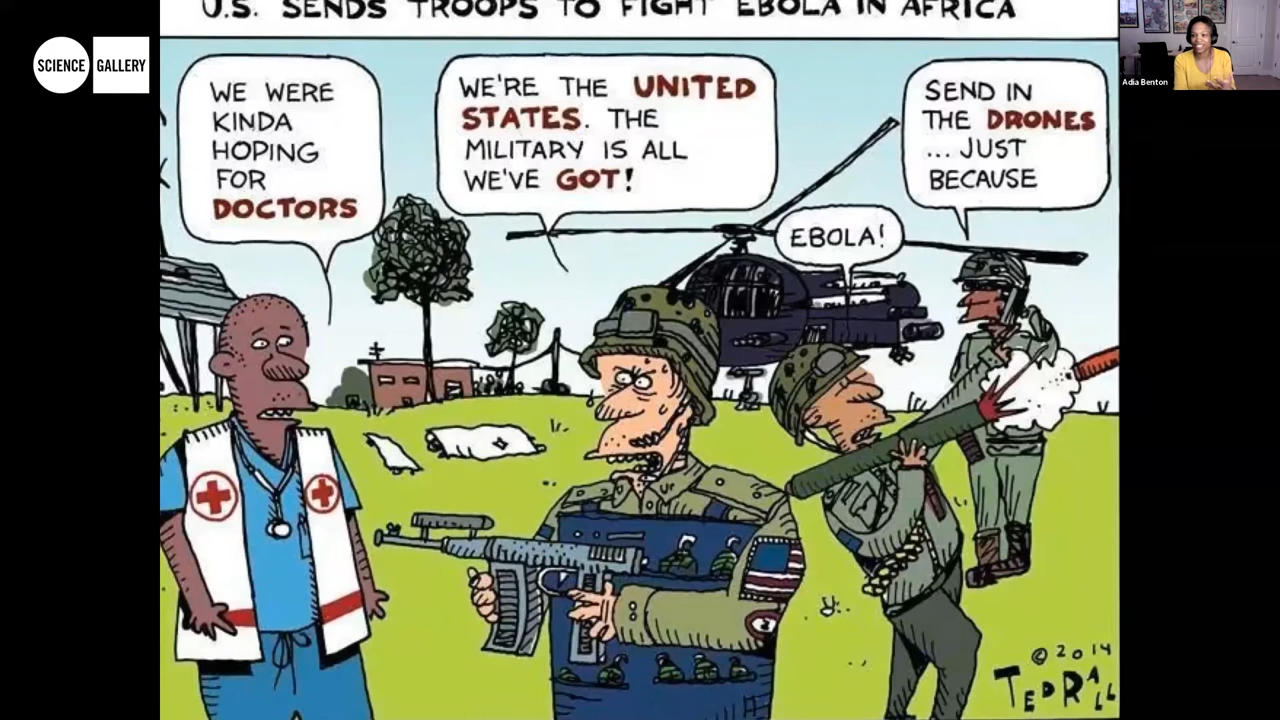 U.S. SENDS TROOPS TO FIGHT EBOLA IN AFRICA
SCIENCE GALLERY
Adia Benton
WE WERE
KINDA
HOPING
FOR
DOCTORS
WE'RE THE UNITED
STATES. THE
MILITARY IS ALL
WE'VE GOT!
EBOLA!
SEND IN
THE DRONES
... JUST
BECAUSE
© 2014
TED RALL